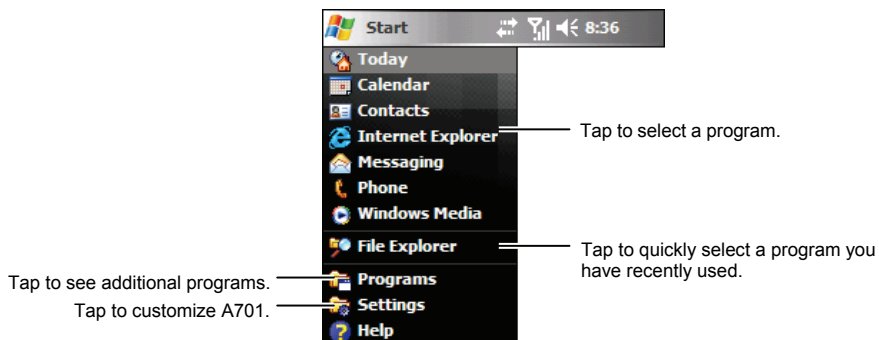 Start 8:36
Today
Calendar
Contacts
Internet Explorer
Messaging
Phone
Windows Media
File Explorer
Programs
Settings
Help
Tap to select a program.
Tap to quickly select a program you
have recently used.
Tap to see additional programs.
Tap to customize A701.